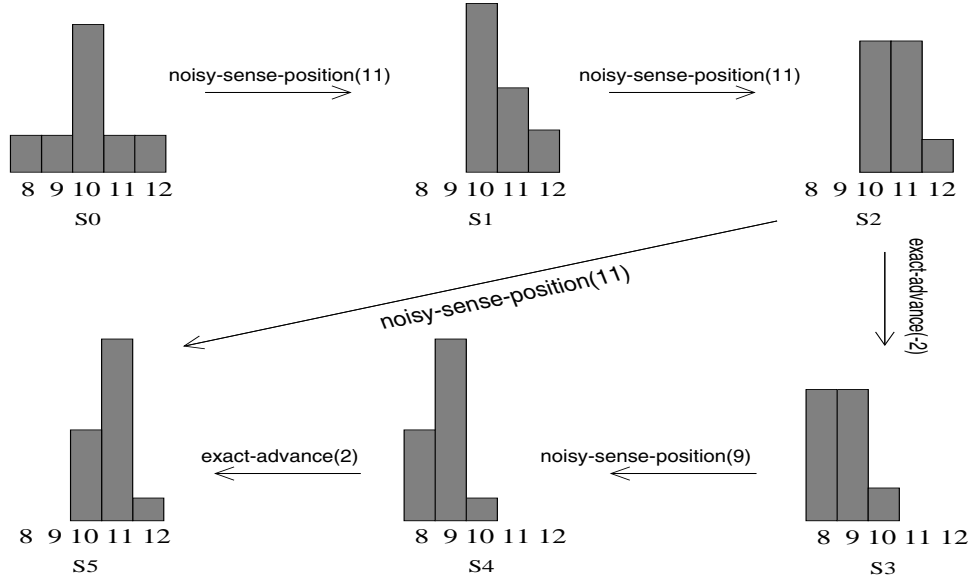 noisy-sense-position(11)
noisy-sense-position(11)
8 9 10 11 12
8 9 10 11 12
8 9 10 11 12
S0
S1
S2
exact-advance(-2)
noisy-sense-position(11)
exact-advance(2)
noisy-sense-position(9)
8 9 10 11 12
8 9 10 11 12
8 9 10 11 12
S5
S4
S3